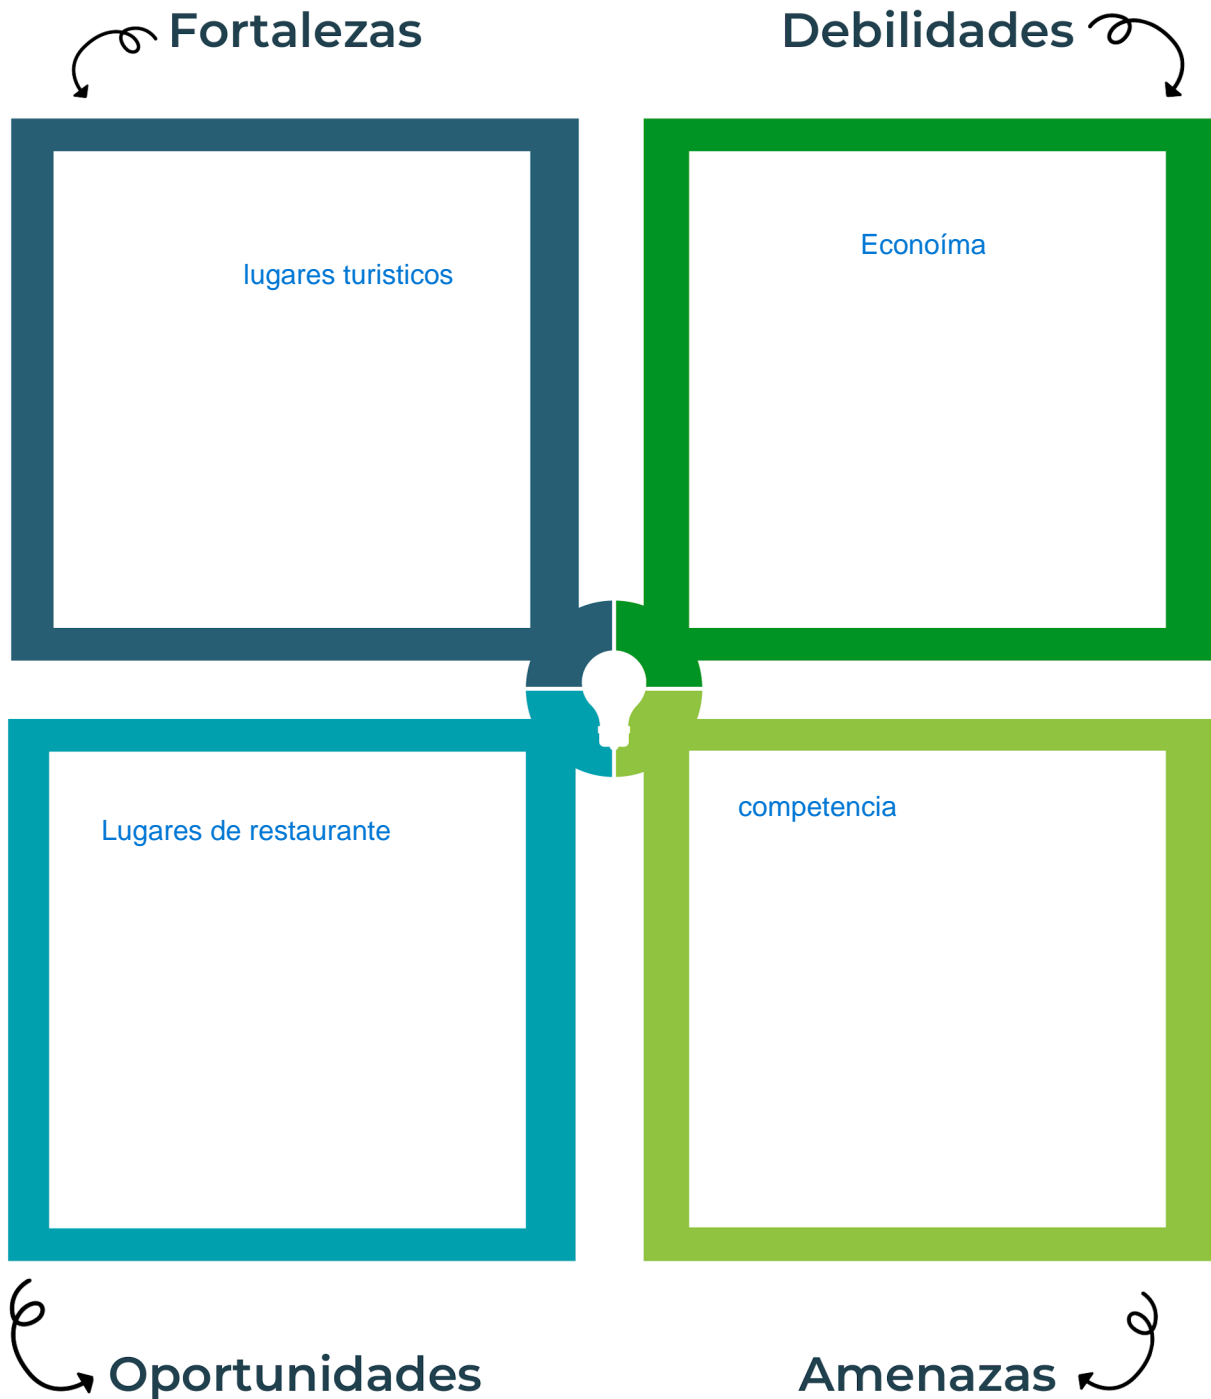 Fortalezas
Debilidades
lugares turisticos
Econoíma
Lugares de restaurante
competencia
Oportunidades
Amenazas